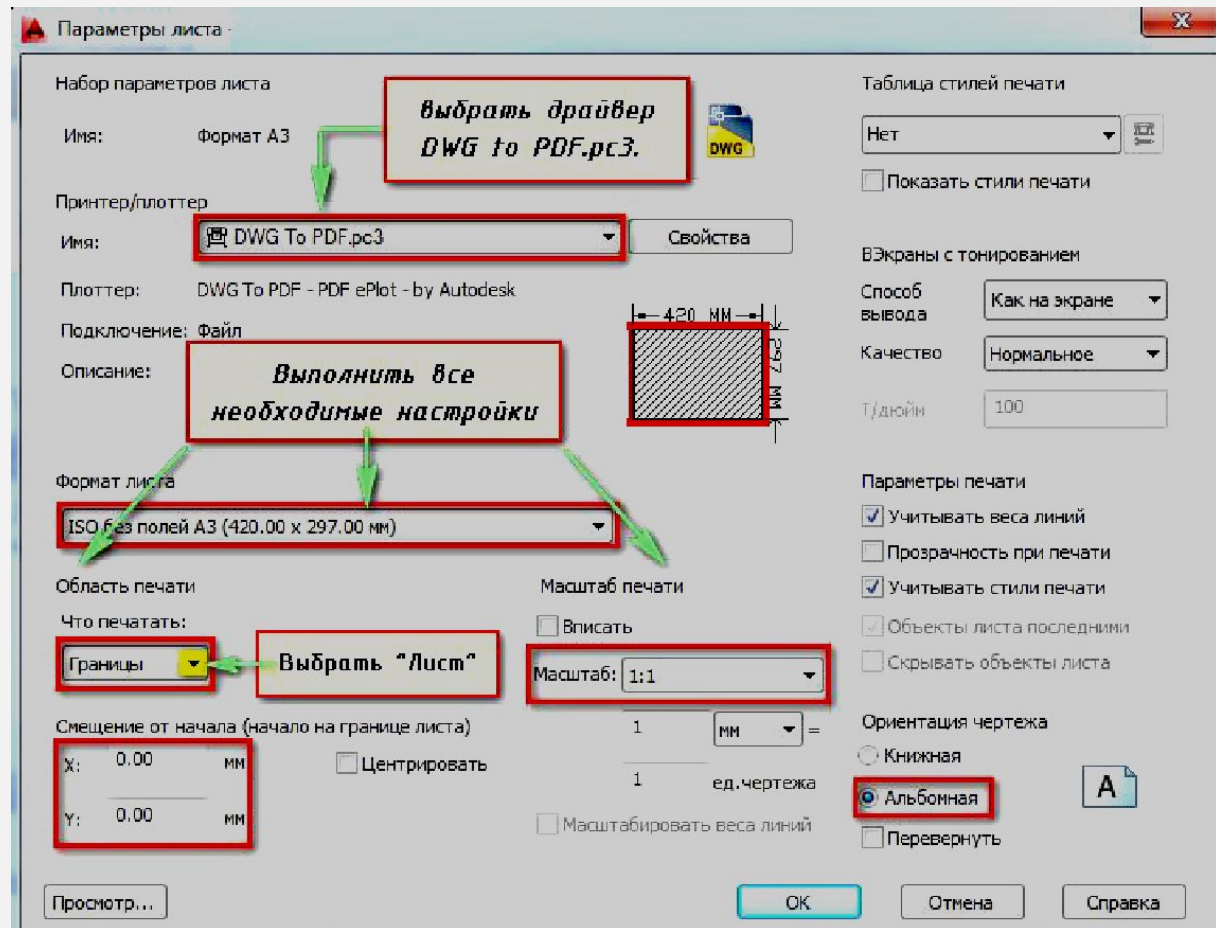 Параметры листа -
Набор параметров листа
Имя: Формат А3
Выбрать драйвер
DWG to PDF.pc3.
DWG
Принтер/плоттер
Имя: DWG To PDF.pc3 Свойства
Плоттер: DWG To PDF - PDF ePlot - by Autodesk
Подключение: Файл
Описание:
Выполнить все
необходимые настройки
420 MM
297 MM
Формат листа
ISO без полей A3 (420.00 x 297.00 мм)
Область печати
Что печатать:
Границы
Выбрать "Лист"
Смещение от начала (начало на границе листа)
X: 0.00 мм
Центрировать
Y: 0.00 мм
Масштаб печати
Вписать
Масштаб: 1:1
1 мм =
1 ед.чертежа
Масштабировать веса линий
Таблица стилей печати
Нет
Показать стили печати
ВЭкраны с тонированием
Способ
вывода
Как на экране
Качество Нормальное
Т/дюйм 100
Параметры печати
Учитывать веса линий
Прозрачность при печати
Учитывать стили печати
Объекты листа последними
Скрывать объекты листа
Ориентация чертежа
Книжная
Альбомная
A
Перевернуть
Просмотр... ОК Отмена Справка